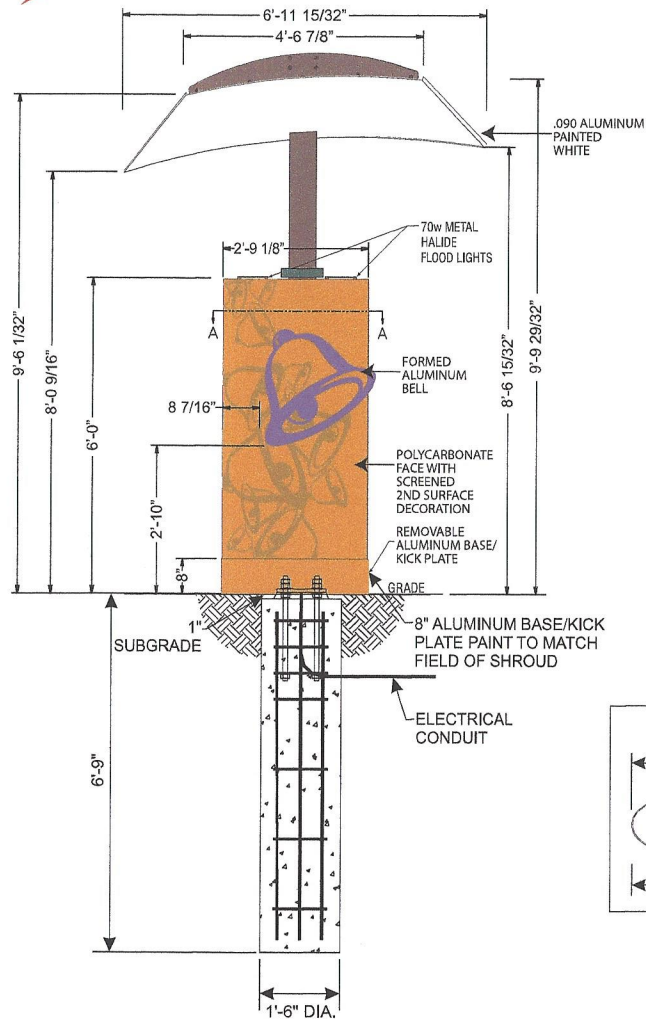 6'-11 15/32"
4'-6 7/8"
.090 ALUMINUM
PAINTED
WHITE
70w METAL
HALIDE
FLOOD LIGHTS
2'-9 1/8"
A
A
9'-6 1/32"
8'-0 9/16"
6'-0"
8'-6 15/32"
9'-9 29/32"
FORMED
ALUMINUM
BELL
8 7/16"
2'-10"
POLYCARBONATE
FACE WITH
SCREENED
2ND SURFACE
DECORATION
REMOVABLE
ALUMINUM BASE/
KICK PLATE
8"
GRADE
1"
SUBGRADE
8" ALUMINUM BASE/KICK
PLATE PAINT TO MATCH
FIELD OF SHROUD
ELECTRICAL
CONDUIT
6'-9"
1'-6" DIA.